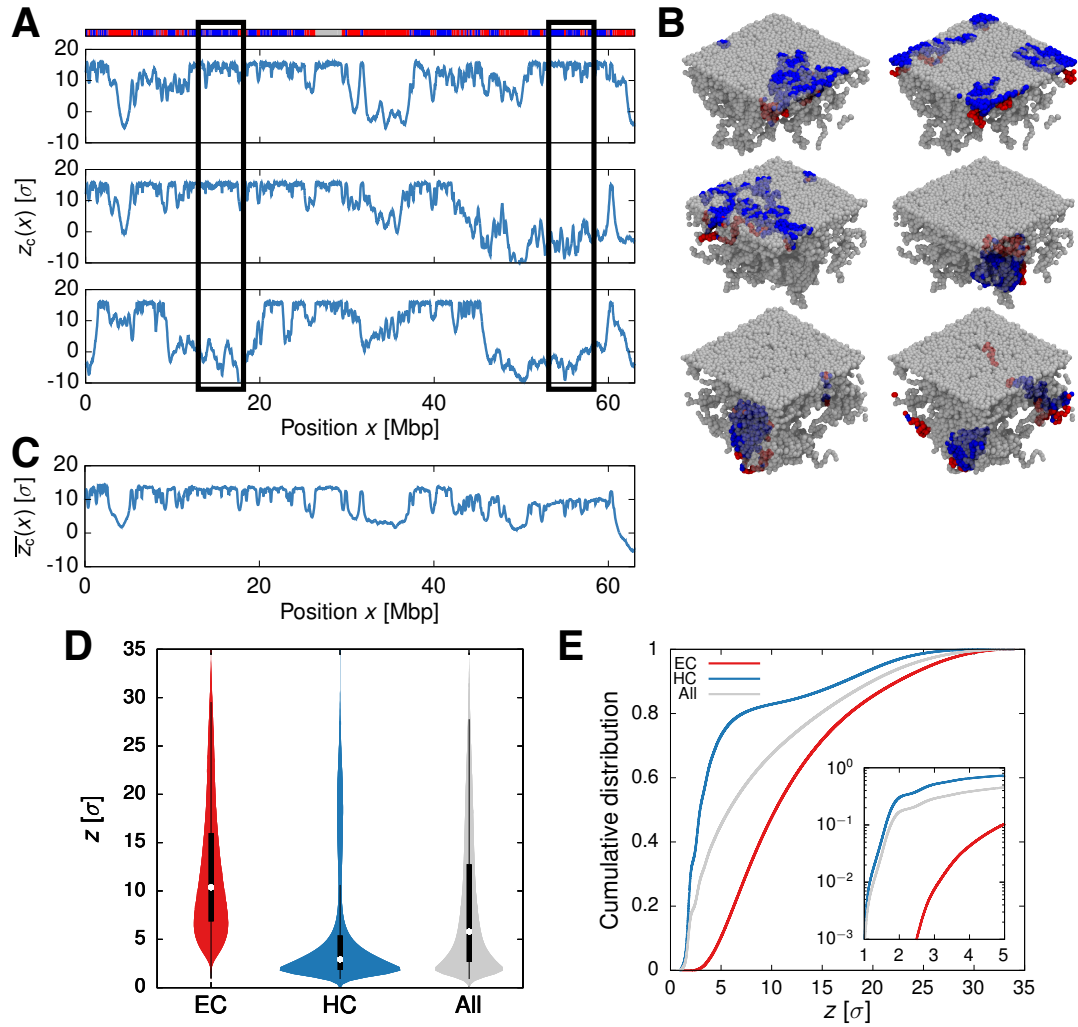 A
B
20
10
0
-10
20
10
0
-10
20
10
0
-10
z_c(x) [σ]
0 20 40 60
Position x [Mbp]
C
20
10
0
-10
z̅_c(x) [σ]
0 20 40 60
Position x [Mbp]
D
35
30
25
20
15
10
5
0
z [σ]
EC HC All
E
EC
HC
All
1
0.8
0.6
0.4
0.2
0
Cumulative distribution
0 5 10 15 20 25 30 35
z [σ]
10⁰
10⁻¹
10⁻²
10⁻³
1 2 3 4 5